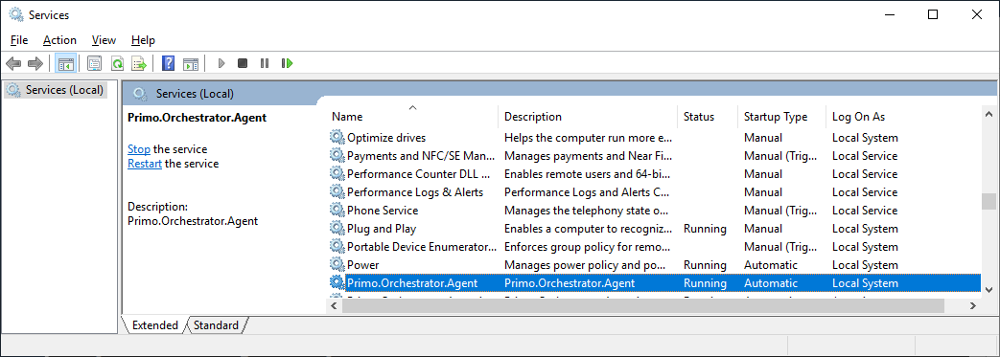 Services
File Action View Help
Services (Local)
Services (Local)
Primo.Orchestrator.Agent
Stop the service
Restart the service
Description:
Primo.Orchestrator.Agent
Name Description Status Startup Type Log On As
Optimize drives Helps the computer run more e... Manual Local System
Payments and NFC/SE Man... Manages payments and Near Fi... Manual (Trig... Local Service
Performance Counter DLL ... Enables remote users and 64-bi... Manual Local Service
Performance Logs & Alerts Performance Logs and Alerts C... Manual Local Service
Phone Service Manages the telephony state o... Manual (Trig... Local Service
Plug and Play Enables a computer to recogniz... Running Manual Local System
Portable Device Enumerator... Enforces group policy for remo... Manual (Trig... Local System
Power Manages power policy and po... Running Automatic Local System
Primo.Orchestrator.Agent Primo.Orchestrator.Agent Running Automatic Local System
Extended Standard